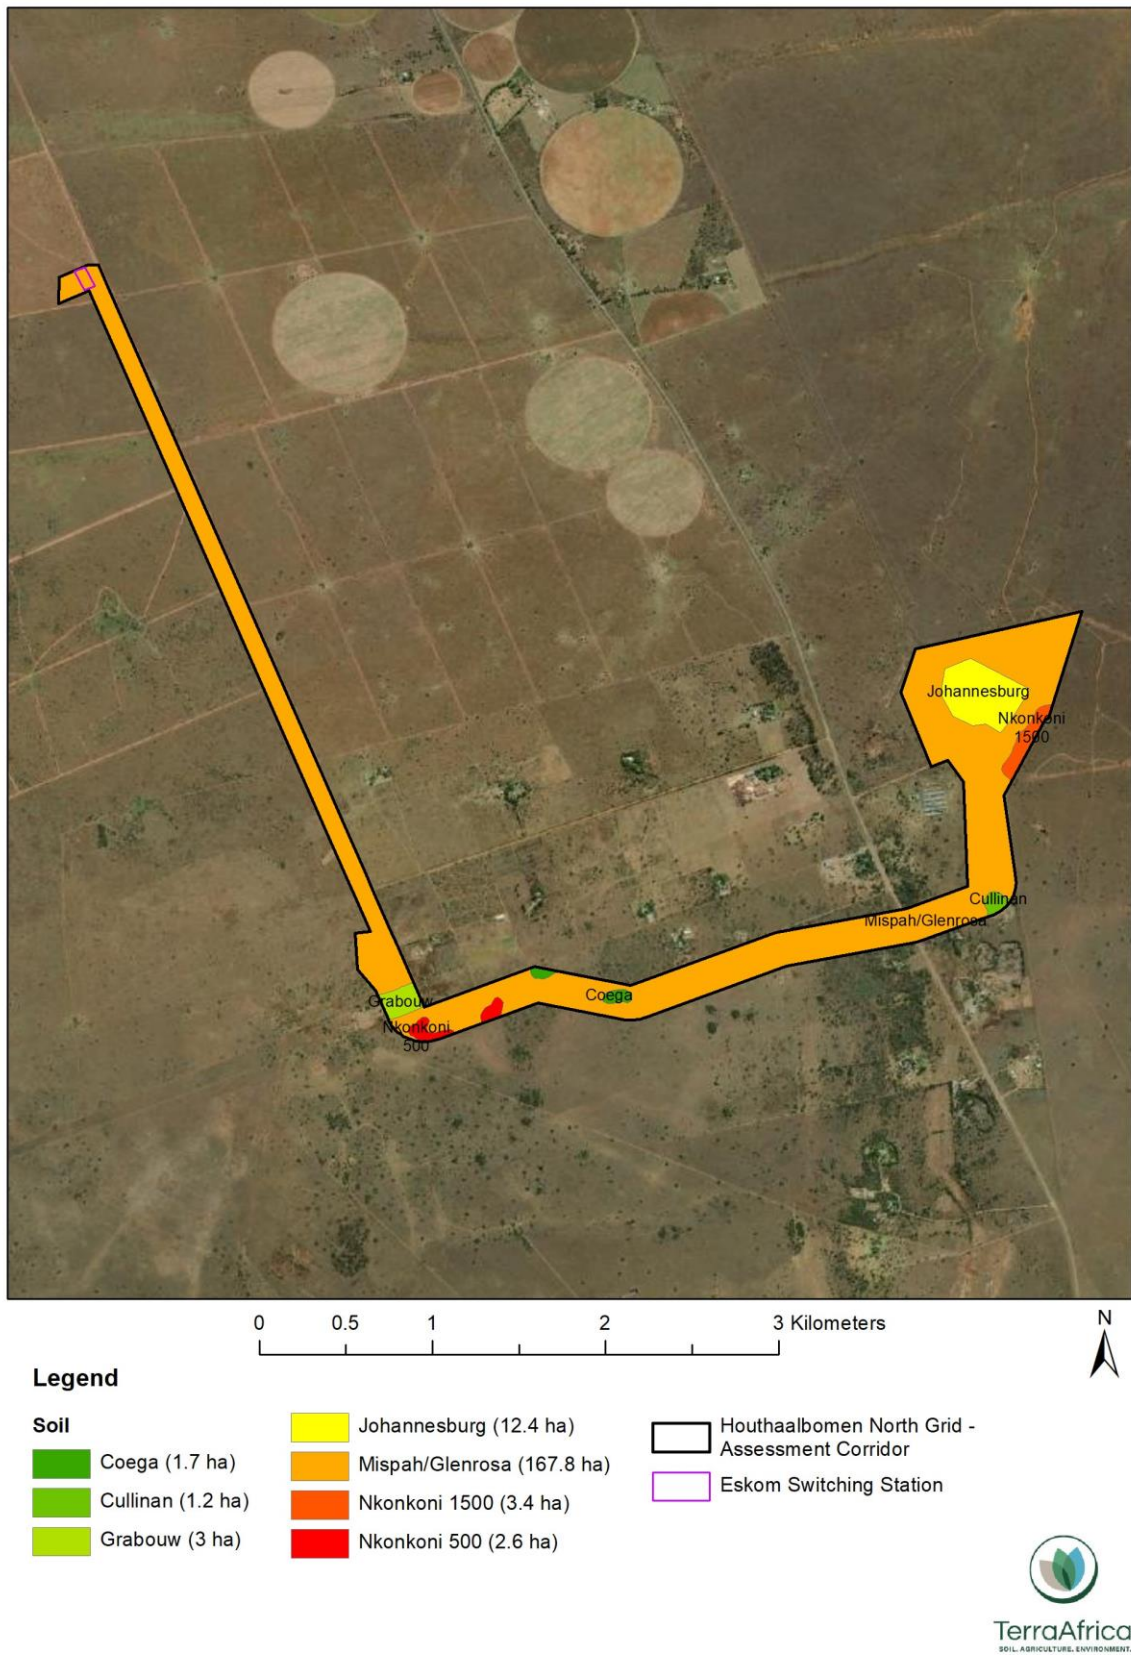 Johannesburg
Nkonkoni
1500
Cullinan
Mispah/Glenrosa
Coega
Grabouw
Nkonkoni
500
0 0.5 1 2 3 Kilometers
N
Legend
Soil
Coega (1.7 ha)
Cullinan (1.2 ha)
Grabouw (3 ha)
Johannesburg (12.4 ha)
Mispah/Glenrosa (167.8 ha)
Nkonkoni 1500 (3.4 ha)
Nkonkoni 500 (2.6 ha)
Houthaalbomen North Grid -
Assessment Corridor
Eskom Switching Station
TerraAfrica
SOIL. AGRICULTURE. ENVIRONMENT.